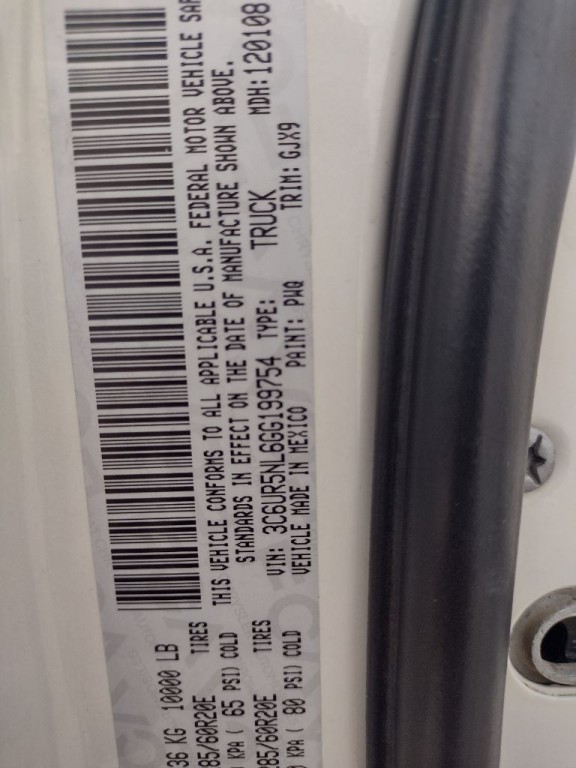 36 KG 10000 LB
85/60R20E TIRES
KPA ( 65 PSI) COLD
285/60R20E TIRES
KPA ( 80 PSI) COLD
THIS VEHICLE CONFORMS TO ALL APPLICABLE U.S.A. FEDERAL MOTOR VEHICLE SAF
STANDARDS IN EFFECT ON THE DATE OF MANUFACTURE SHOWN ABOVE.
VIN: 3C6UR5NL6GG199754 TYPE: TRUCK MDH:120108
VEHICLE MADE IN MEXICO PAINT: PWQ TRIM: GJX9